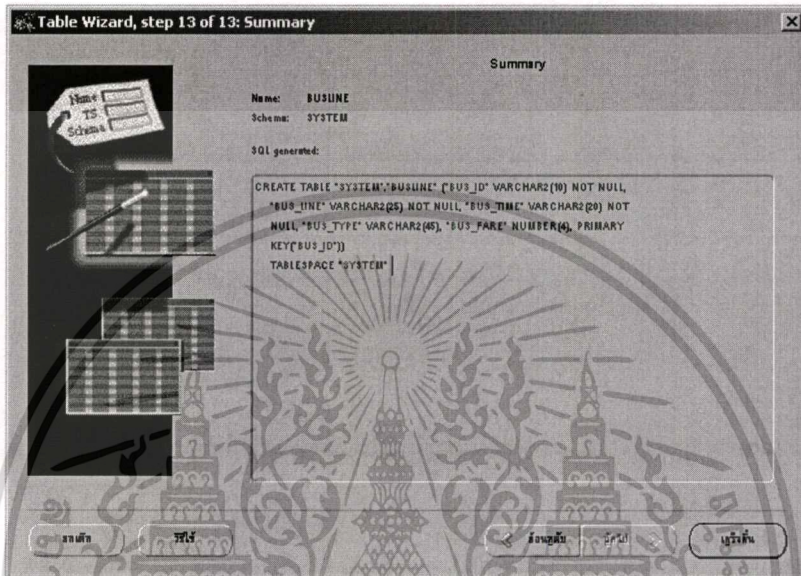 Table Wizard, step 13 of 13: Summary
Summary
Name
TS
Schema
Name: BUSLINE
Schema: SYSTEM
SQL generated:
CREATE TABLE "SYSTEM"."BUSLINE" ("BUS_ID" VARCHAR2(10) NOT NULL,
"BUS_LINE" VARCHAR2(25) NOT NULL, "BUS_TIME" VARCHAR2(20) NOT
NULL, "BUS_TYPE" VARCHAR2(45), "BUS_FARE" NUMBER(4), PRIMARY
KEY("BUS_ID"))
TABLESPACE "SYSTEM"
ยกเลิก
วิธีใช้
ย้อนกลับ
ถัดไป
เสร็จสิ้น